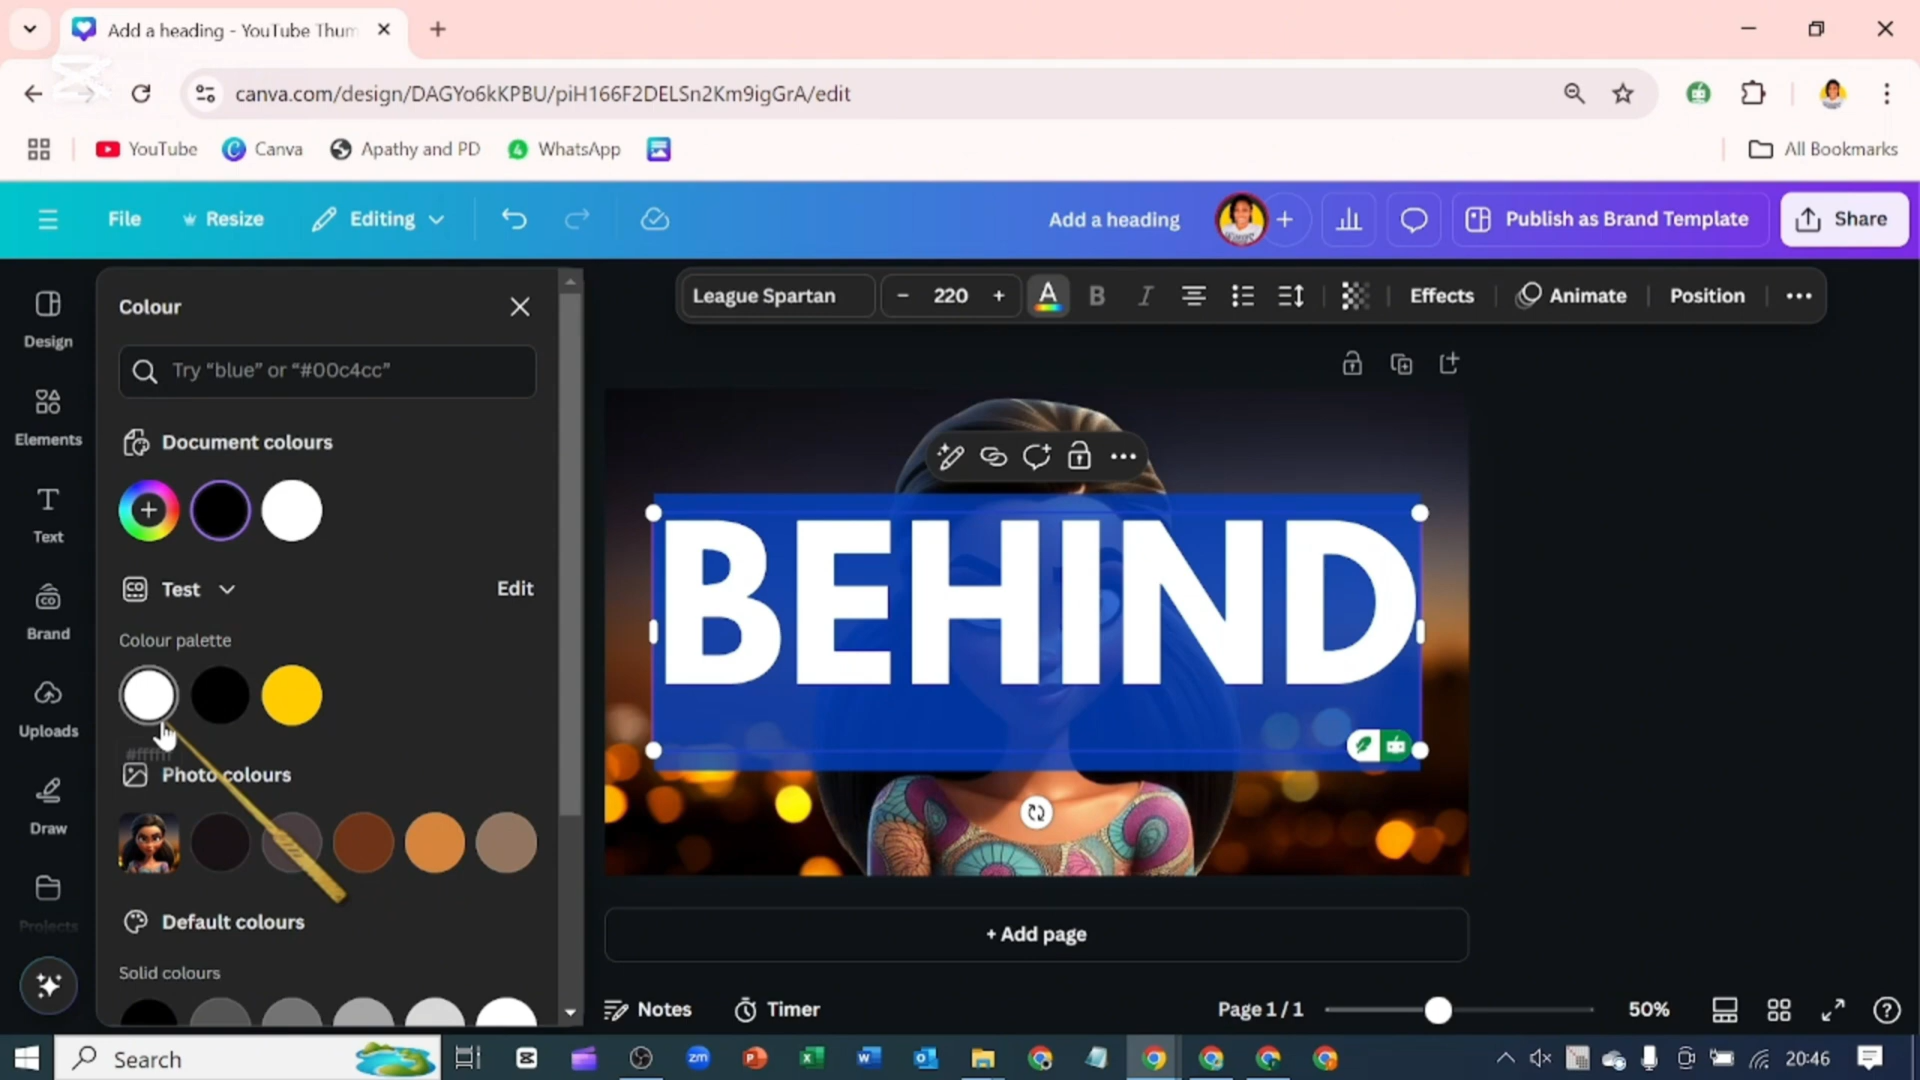 Add a heading - YouTube Thum
canva.com/design/DAGYo6kKPBU/piH166F2DELSn2Km9igGrA/edit
YouTube
Canva
Apathy and PD
WhatsApp
All Bookmarks
File
Resize
Editing
Add a heading
Publish as Brand Template
Share
Design
Elements
Text
Brand
Uploads
Draw
Projects
Colour
Try “blue” or “#00c4cc”
Document colours
Test
Edit
Colour palette
#ffffff
Photo colours
Default colours
Solid colours
League Spartan
220
A
B
I
Effects
Animate
Position
BEHIND
+ Add page
Notes
Timer
Page 1 / 1
50%
Search
zm
20:46